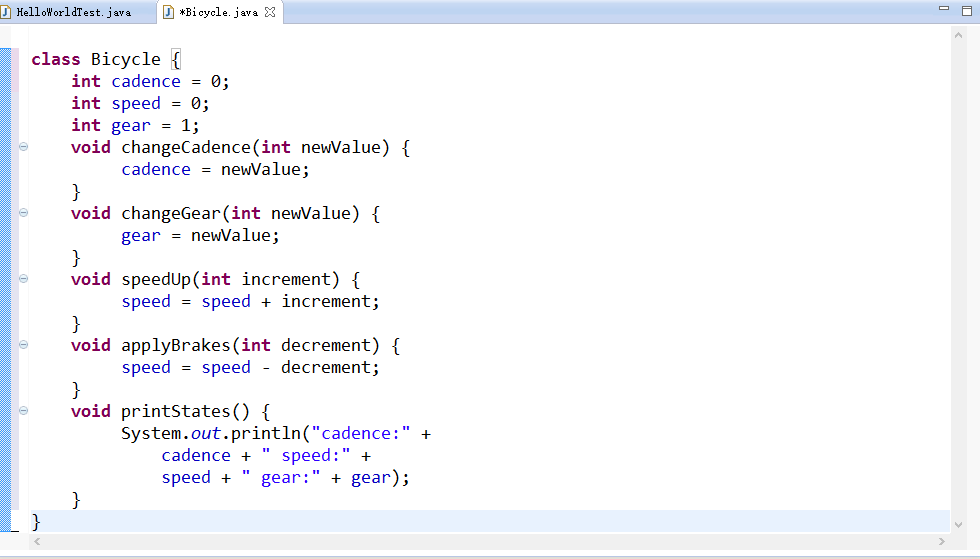 HelloWorldTest.java
*Bicycle.java
class Bicycle {
    int cadence = 0;
    int speed = 0;
    int gear = 1;
    void changeCadence(int newValue) {
         cadence = newValue;
    }
    void changeGear(int newValue) {
         gear = newValue;
    }
    void speedUp(int increment) {
         speed = speed + increment;
    }
    void applyBrakes(int decrement) {
         speed = speed - decrement;
    }
    void printStates() {
         System.out.println("cadence:" +
             cadence + " speed:" +
             speed + " gear:" + gear);
    }
}